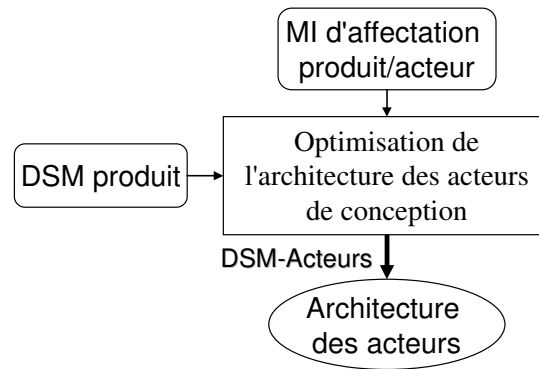 MI d'affectation
produit/acteur
Optimisation de
l'architecture des acteurs
de conception
DSM produit
DSM-Acteurs
Architecture
des acteurs